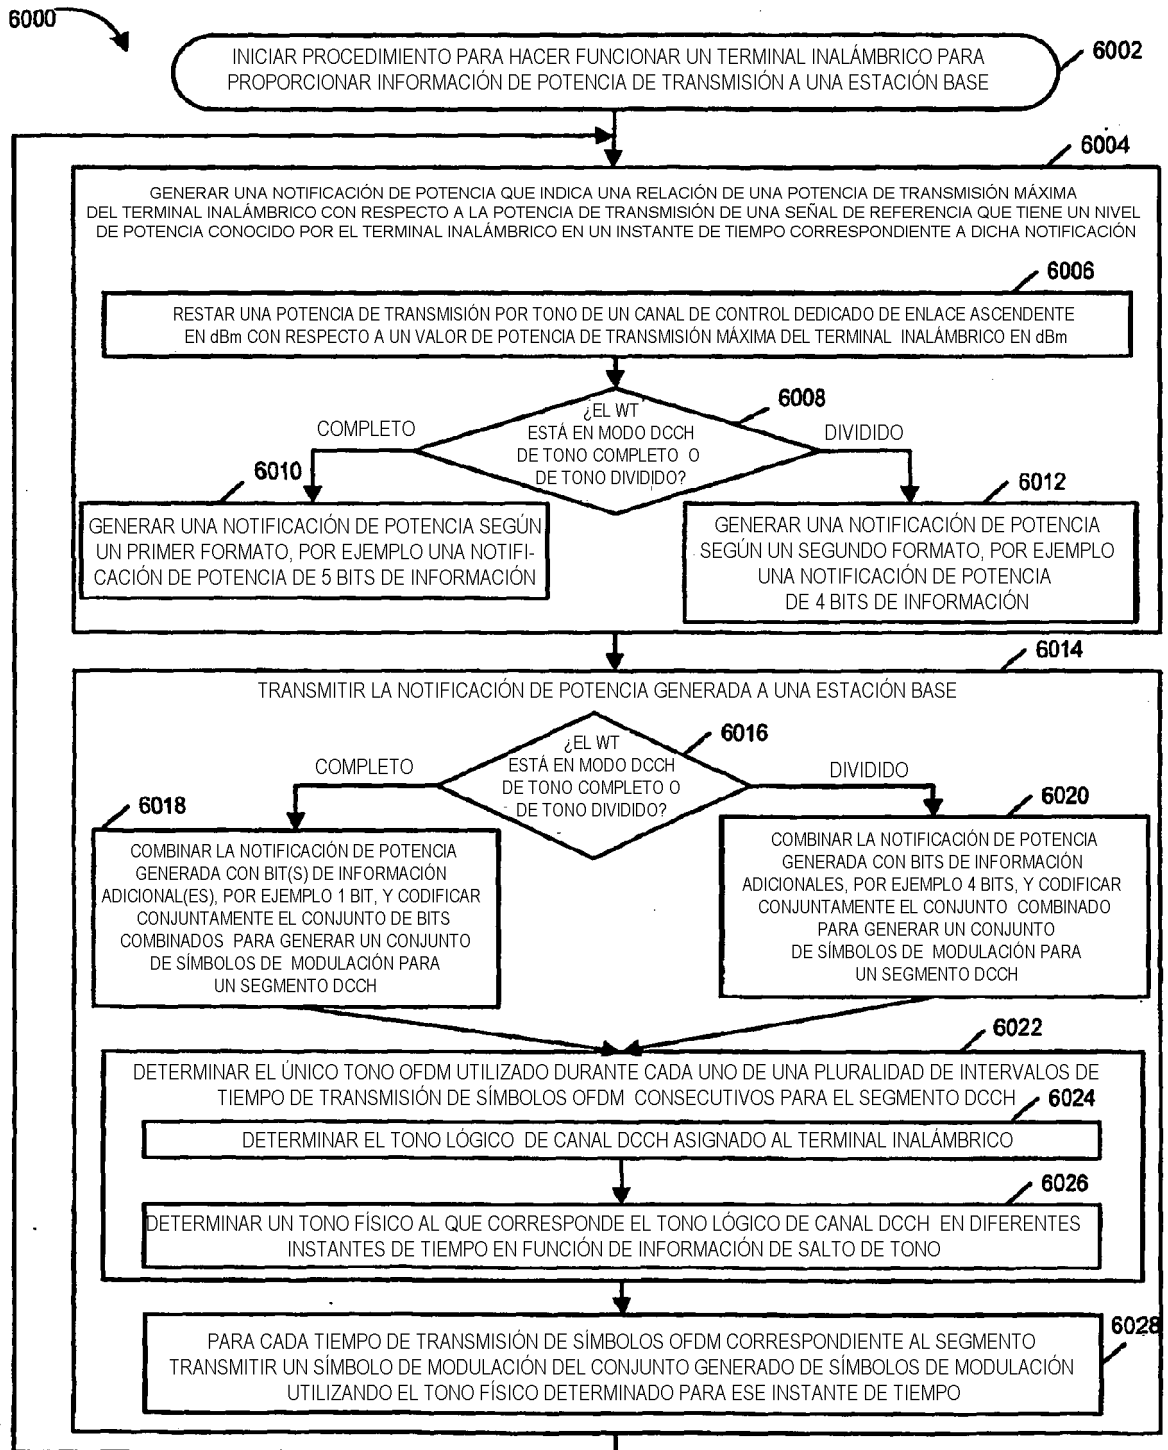 6000
INICIAR PROCEDIMIENTO PARA HACER FUNCIONAR UN TERMINAL INALÁMBRICO PARA
PROPORCIONAR INFORMACIÓN DE POTENCIA DE TRANSMISIÓN A UNA ESTACIÓN BASE
6002
6004
GENERAR UNA NOTIFICACIÓN DE POTENCIA QUE INDICA UNA RELACIÓN DE UNA POTENCIA DE TRANSMISIÓN MÁXIMA
DEL TERMINAL INALÁMBRICO CON RESPECTO A LA POTENCIA DE TRANSMISIÓN DE UNA SEÑAL DE REFERENCIA QUE TIENE UN NIVEL
DE POTENCIA CONOCIDO POR EL TERMINAL INALÁMBRICO EN UN INSTANTE DE TIEMPO CORRESPONDIENTE A DICHA NOTIFICACIÓN
6006
RESTAR UNA POTENCIA DE TRANSMISIÓN POR TONO DE UN CANAL DE CONTROL DEDICADO DE ENLACE ASCENDENTE
EN dBm CON RESPECTO A UN VALOR DE POTENCIA DE TRANSMISIÓN MÁXIMA DEL TERMINAL INALÁMBRICO EN dBm
6008
¿EL WT
ESTÁ EN MODO DCCH
DE TONO COMPLETO O
DE TONO DIVIDIDO?
COMPLETO
DIVIDIDO
6010
GENERAR UNA NOTIFICACIÓN DE POTENCIA SEGÚN
UN PRIMER FORMATO, POR EJEMPLO UNA NOTIFI-
CACIÓN DE POTENCIA DE 5 BITS DE INFORMACIÓN
6012
GENERAR UNA NOTIFICACIÓN DE POTENCIA
SEGÚN UN SEGUNDO FORMATO, POR EJEMPLO
UNA NOTIFICACIÓN DE POTENCIA
DE 4 BITS DE INFORMACIÓN
6014
TRANSMITIR LA NOTIFICACIÓN DE POTENCIA GENERADA A UNA ESTACIÓN BASE
6016
¿EL WT
ESTÁ EN MODO DCCH
DE TONO COMPLETO O
DE TONO DIVIDIDO?
COMPLETO
DIVIDIDO
6018
COMBINAR LA NOTIFICACIÓN DE POTENCIA
GENERADA CON BIT(S) DE INFORMACIÓN
ADICIONAL(ES), POR EJEMPLO 1 BIT, Y CODIFICAR
CONJUNTAMENTE EL CONJUNTO DE BITS
COMBINADOS PARA GENERAR UN CONJUNTO
DE SÍMBOLOS DE MODULACIÓN PARA
UN SEGMENTO DCCH
6020
COMBINAR LA NOTIFICACIÓN DE POTENCIA
GENERADA CON BITS DE INFORMACIÓN
ADICIONALES, POR EJEMPLO 4 BITS, Y CODIFICAR
CONJUNTAMENTE EL CONJUNTO COMBINADO
PARA GENERAR UN CONJUNTO
DE SÍMBOLOS DE MODULACIÓN PARA
UN SEGMENTO DCCH
6022
DETERMINAR EL ÚNICO TONO OFDM UTILIZADO DURANTE CADA UNO DE UNA PLURALIDAD DE INTERVALOS DE
TIEMPO DE TRANSMISIÓN DE SÍMBOLOS OFDM CONSECUTIVOS PARA EL SEGMENTO DCCH
6024
DETERMINAR EL TONO LÓGICO DE CANAL DCCH ASIGNADO AL TERMINAL INALÁMBRICO
6026
DETERMINAR UN TONO FÍSICO AL QUE CORRESPONDE EL TONO LÓGICO DE CANAL DCCH EN DIFERENTES
INSTANTES DE TIEMPO EN FUNCIÓN DE INFORMACIÓN DE SALTO DE TONO
6028
PARA CADA TIEMPO DE TRANSMISIÓN DE SÍMBOLOS OFDM CORRESPONDIENTE AL SEGMENTO
TRANSMITIR UN SÍMBOLO DE MODULACIÓN DEL CONJUNTO GENERADO DE SÍMBOLOS DE MODULACIÓN
UTILIZANDO EL TONO FÍSICO DETERMINADO PARA ESE INSTANTE DE TIEMPO